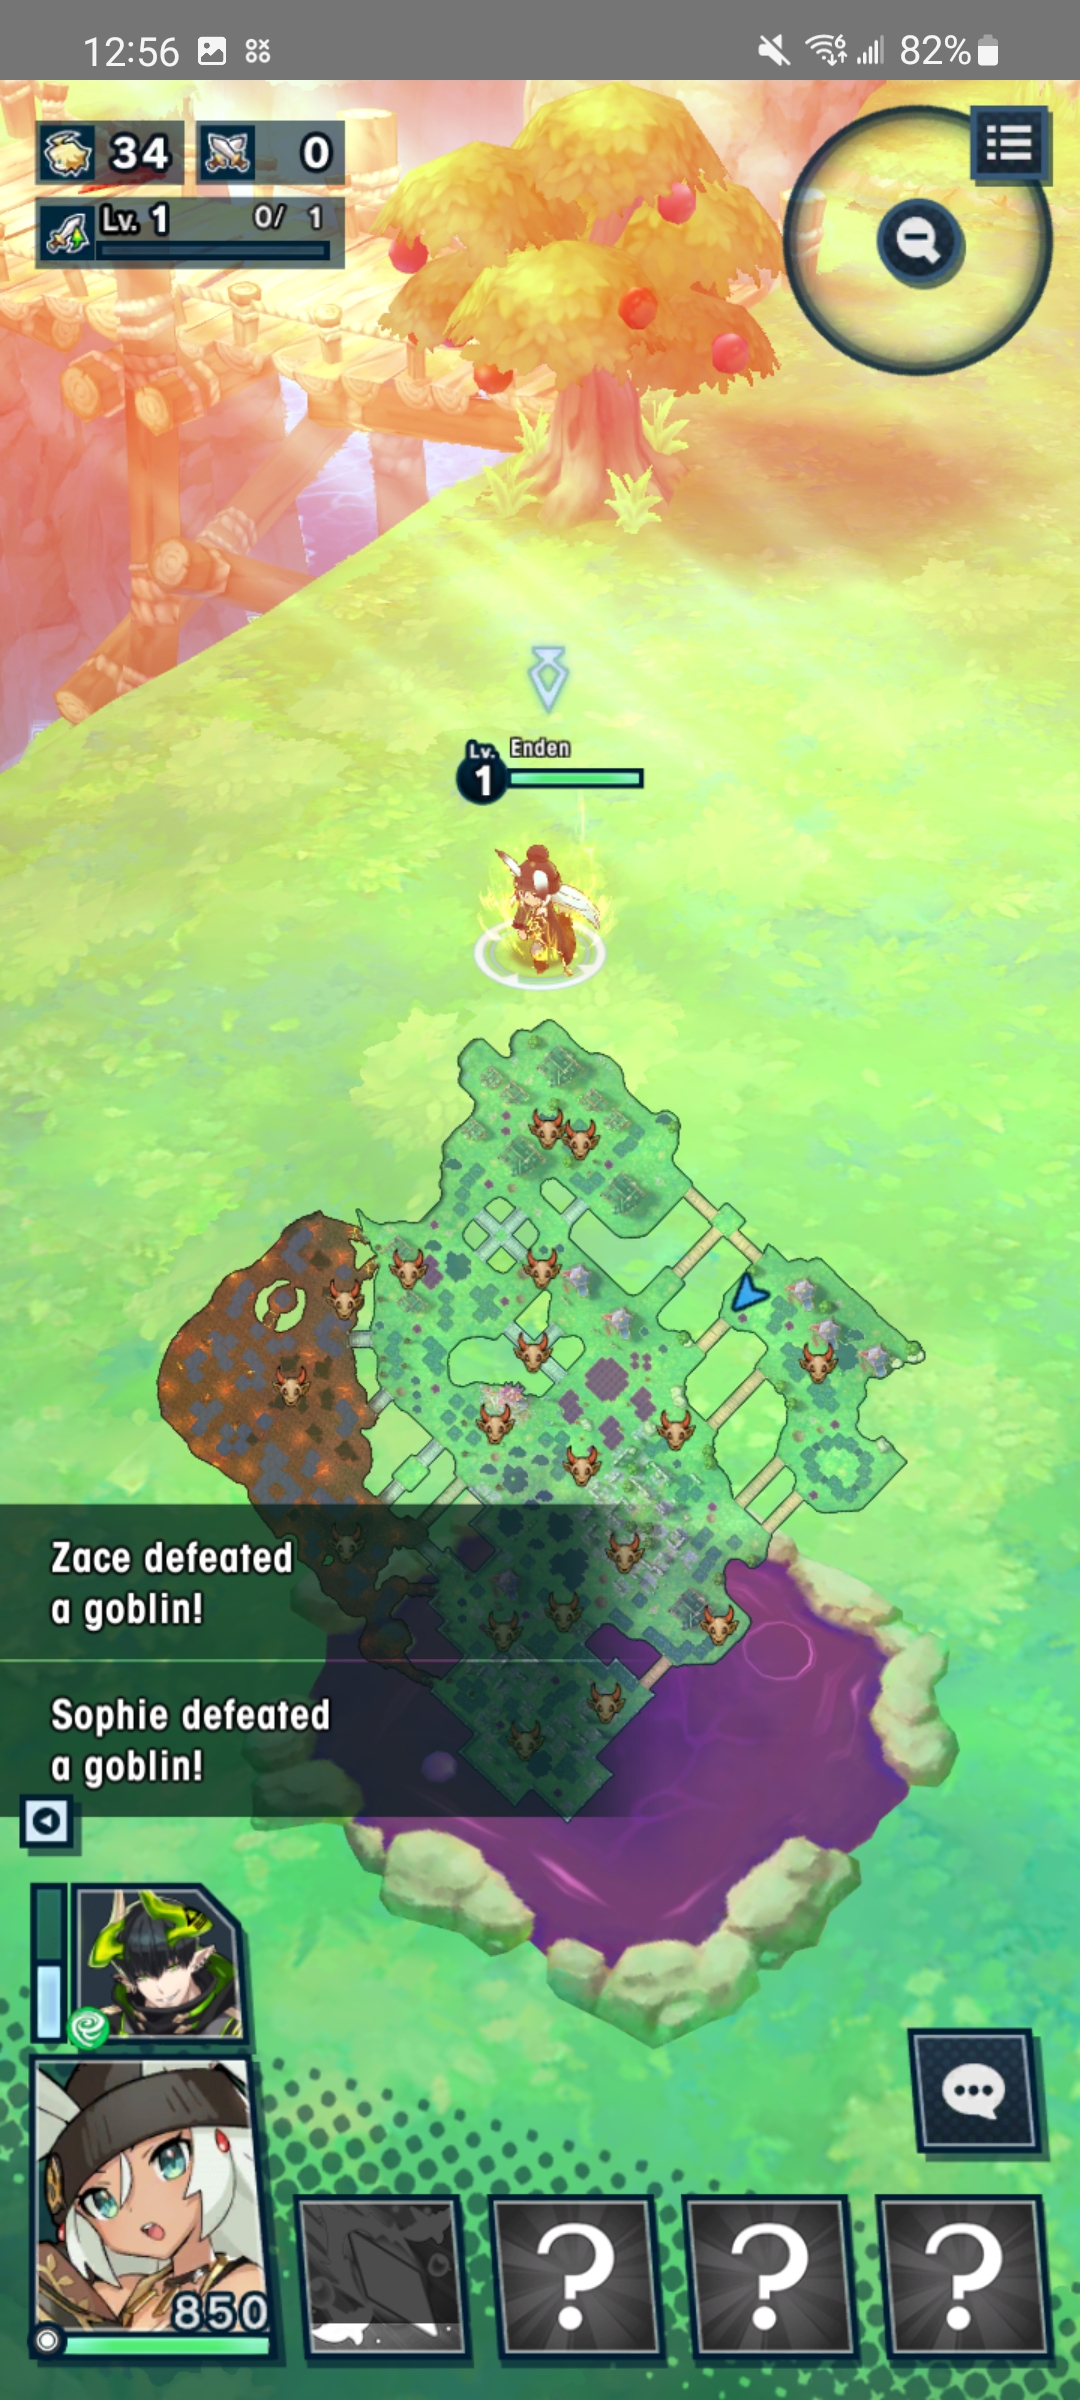 12:56
82%
34
0
Lv. 1
0/ 1
Lv. Enden
1
Zace defeated
a goblin!
Sophie defeated
a goblin!
850
?
?
?